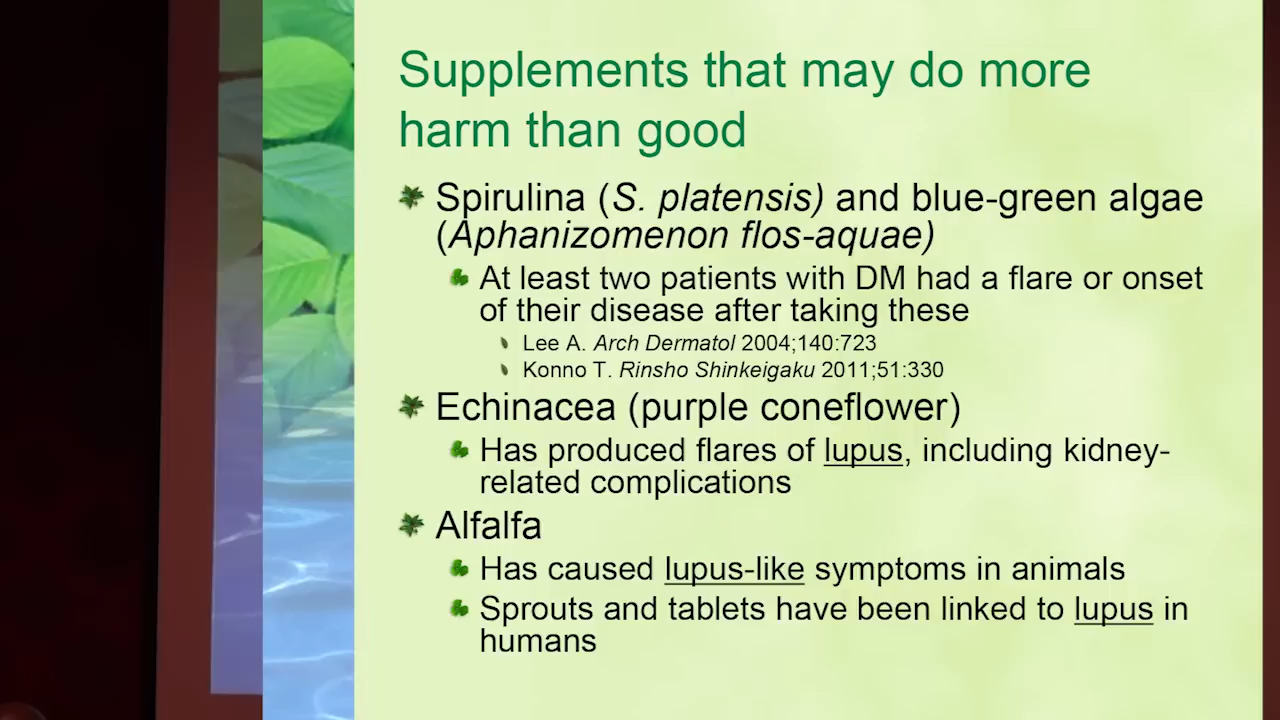 Supplements that may do more
harm than good
Spirulina (S. platensis) and blue-green algae
(Aphanizomenon flos-aquae)
At least two patients with DM had a flare or onset
of their disease after taking these
Lee A. Arch Dermatol 2004;140:723
Konno T. Rinsho Shinkeigaku 2011;51:330
Echinacea (purple coneflower)
Has produced flares of lupus, including kidney-
related complications
Alfalfa
Has caused lupus-like symptoms in animals
Sprouts and tablets have been linked to lupus in
humans